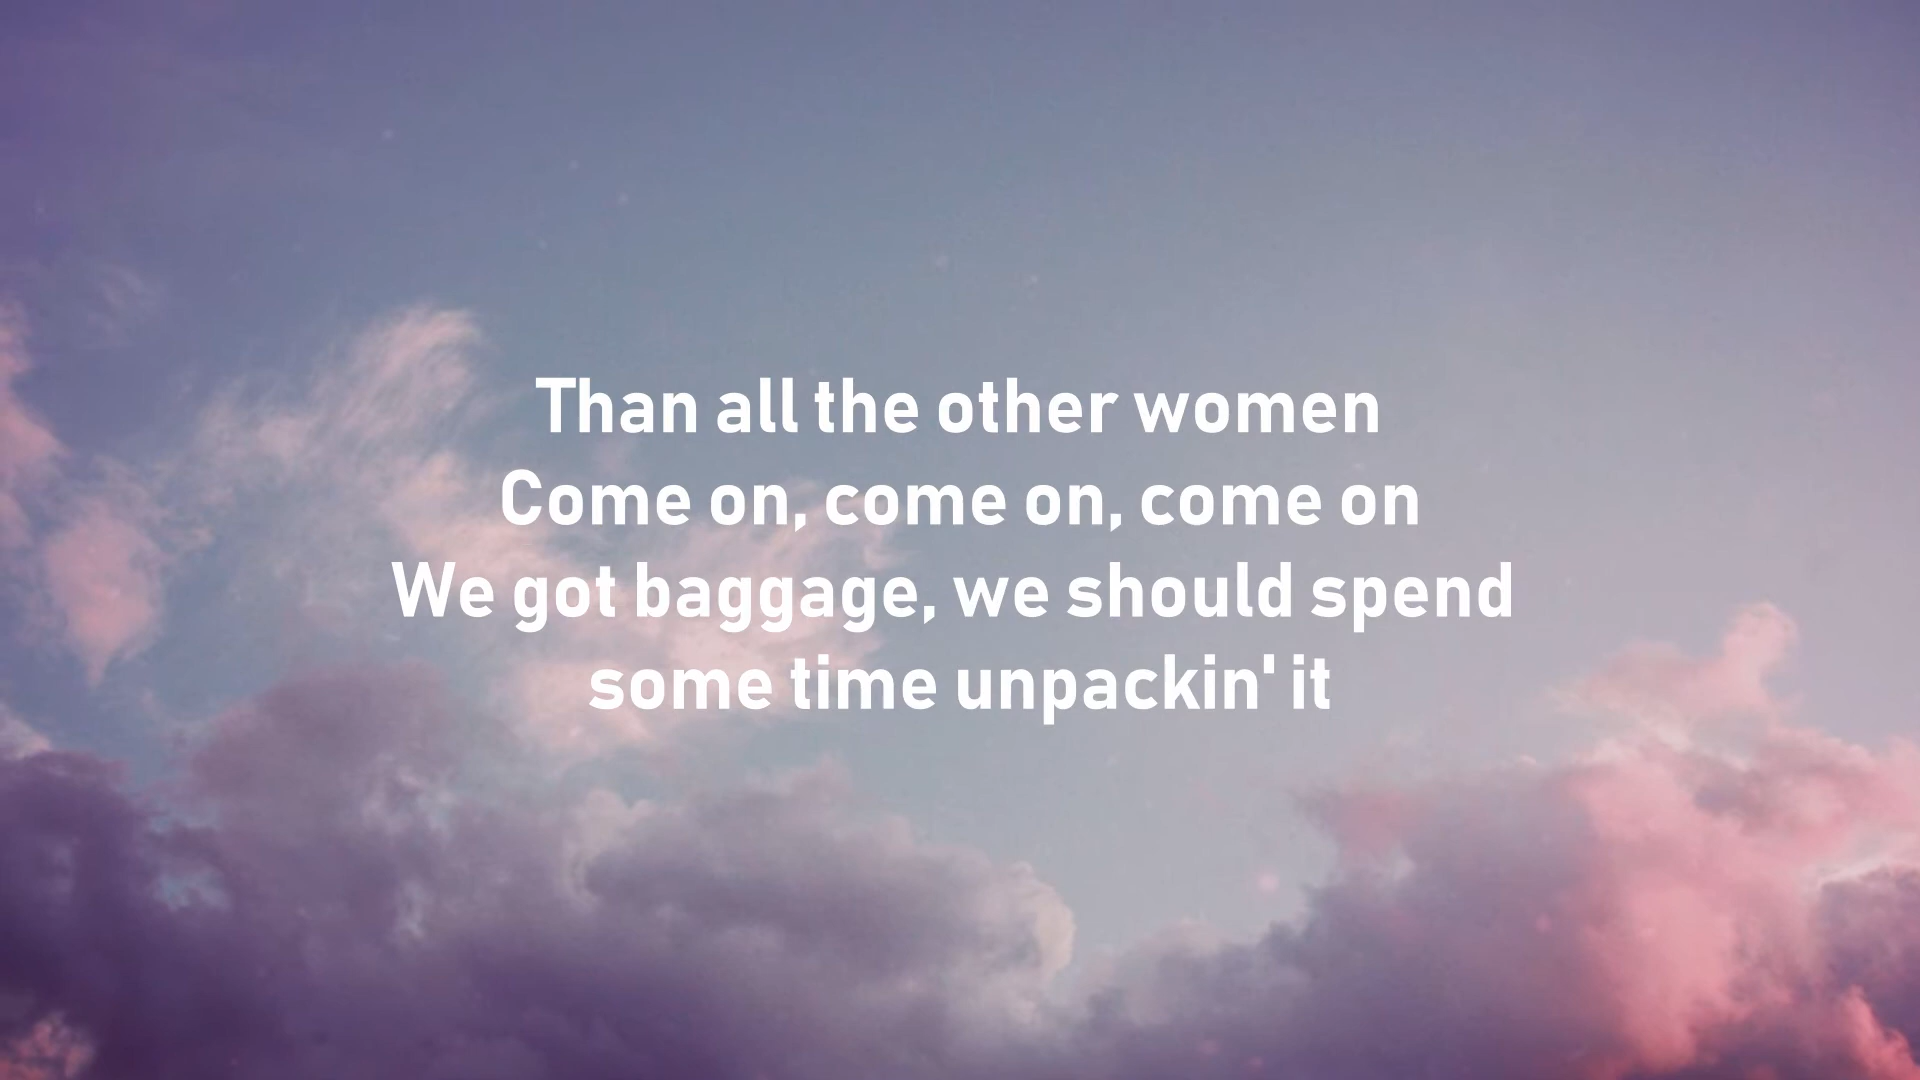 Than all the other women
Come on, come on, come on
We got baggage, we should spend
some time unpackin' it